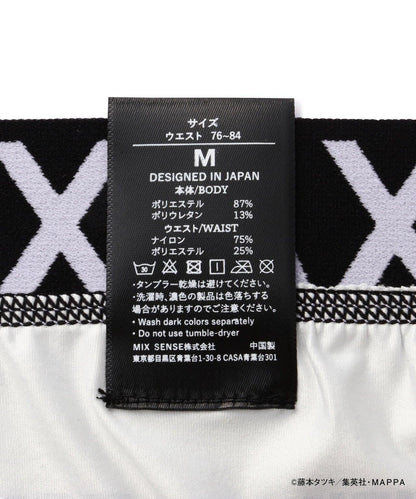 サイズ
ウエスト 76~84
M
DESIGNED IN JAPAN
本体/BODY
ポリエステル 87%
ポリウレタン 13%
ウエスト/WAIST
ナイロン 75%
ポリエステル 25%
30
・タンブラー乾燥は避けてください。
・洗濯時、濃色の製品は色落ちする
場合がありますのでご注意ください。
・Wash dark colors separately
・Do not use tumble-dryer
MIX SENSE株式会社 中国製
東京都目黒区青葉台1-30-8 CASA青葉台301
X X
©藤本タツキ／集英社・MAPPA